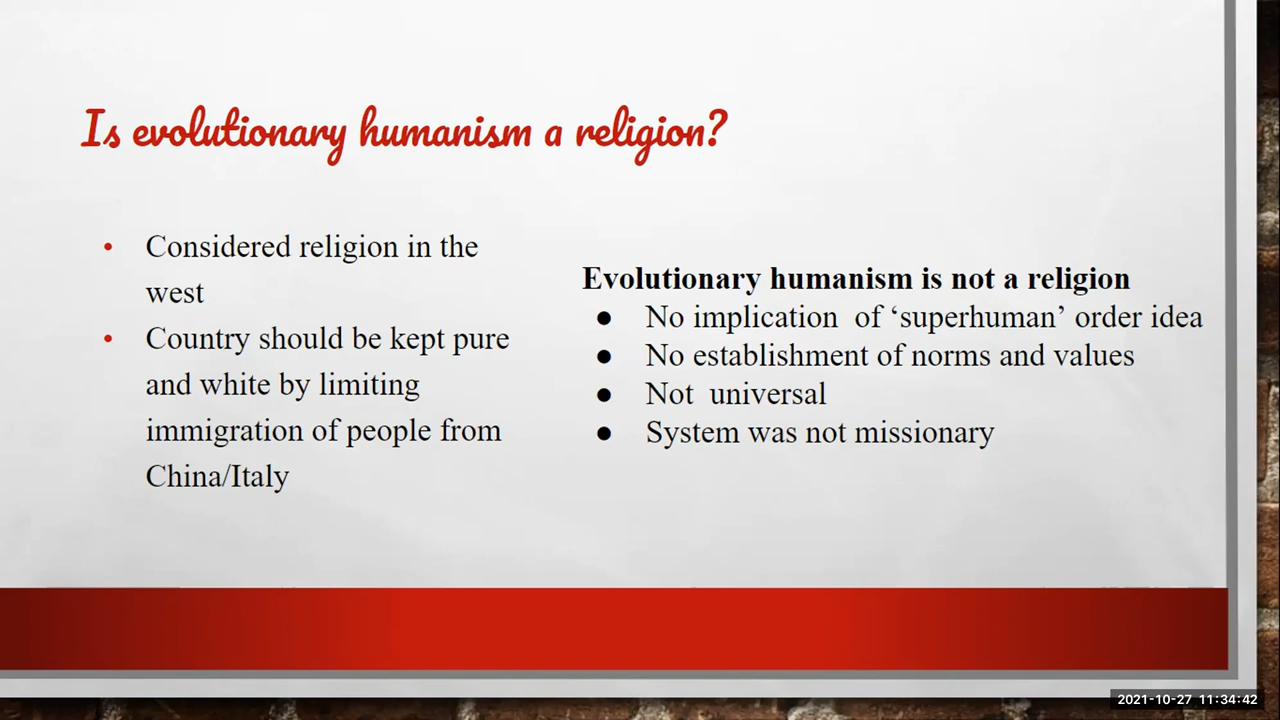 Is evolutionary humanism a religion?
• Considered religion in the
west
• Country should be kept pure
and white by limiting
immigration of people from
China/Italy
Evolutionary humanism is not a religion
● No implication  of ‘superhuman’ order idea
● No establishment of norms and values
● Not  universal
● System was not missionary
2021-10-27 11:34:42